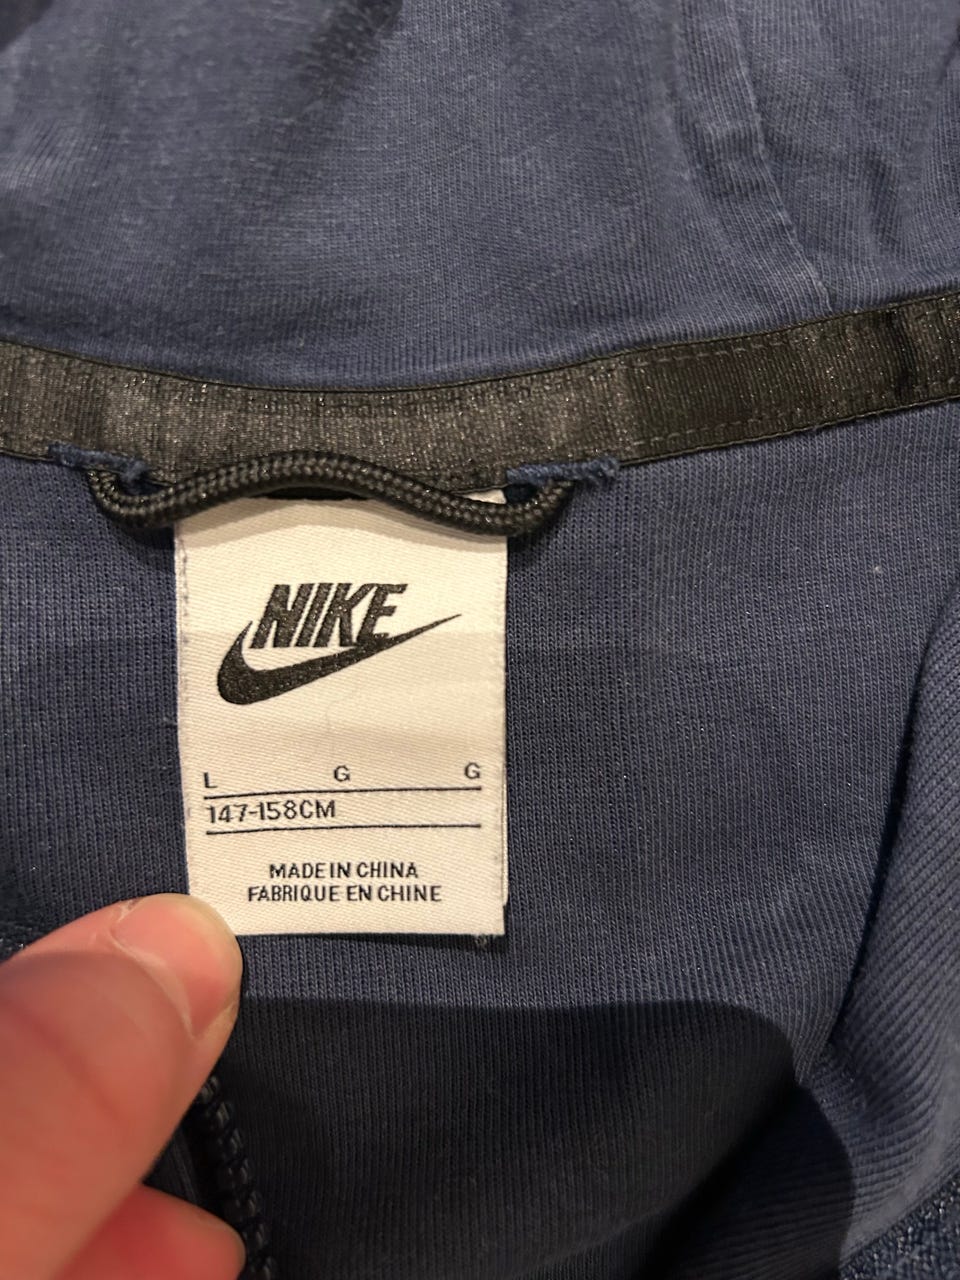 NIKE
L G G
147-158CM
MADE IN CHINA
FABRIQUE EN CHINE